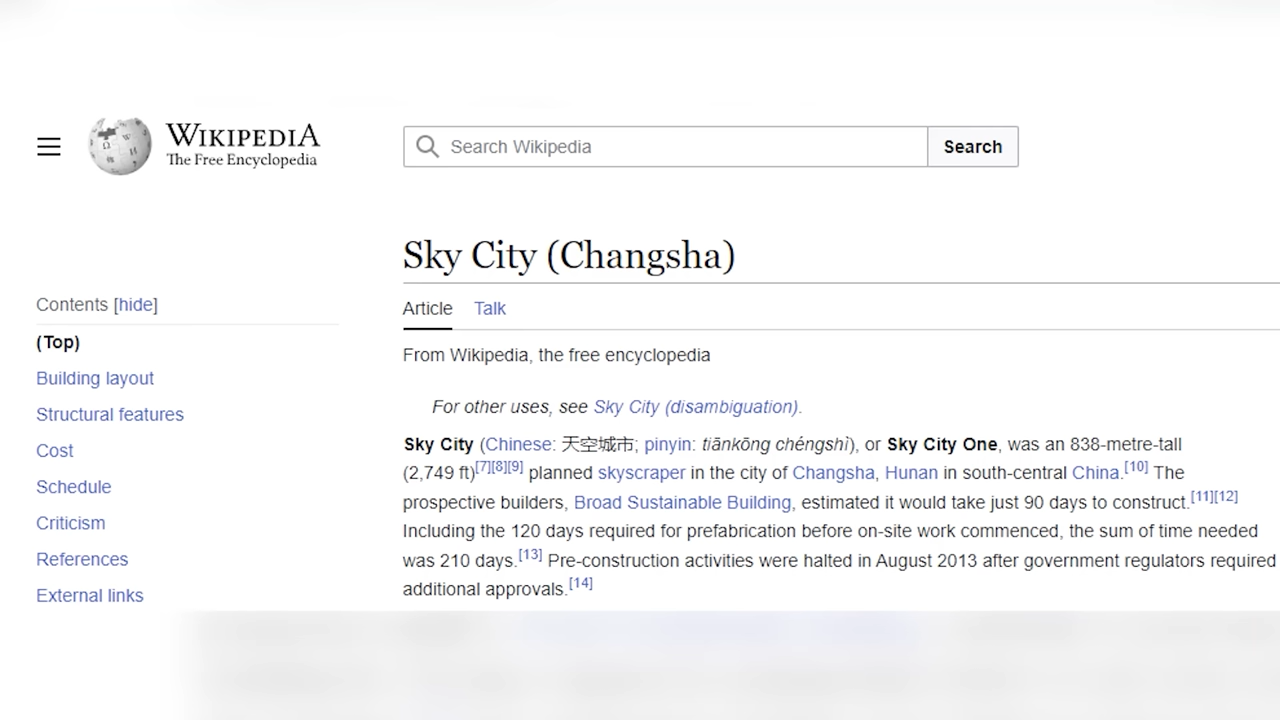 WIKIPEDIA
The Free Encyclopedia
Search Wikipedia
Search
Sky City (Changsha)
Contents [hide]
(Top)
Building layout
Structural features
Cost
Schedule
Criticism
References
External links
Article Talk
From Wikipedia, the free encyclopedia
For other uses, see Sky City (disambiguation).
Sky City (Chinese: 天空城市; pinyin: tiānkōng chéngshì), or Sky City One, was an 838-metre-tall
(2,749 ft)[7][8][9] planned skyscraper in the city of Changsha, Hunan in south-central China.[10] The
prospective builders, Broad Sustainable Building, estimated it would take just 90 days to construct.[11][12]
Including the 120 days required for prefabrication before on-site work commenced, the sum of time needed
was 210 days.[13] Pre-construction activities were halted in August 2013 after government regulators required
additional approvals.[14]